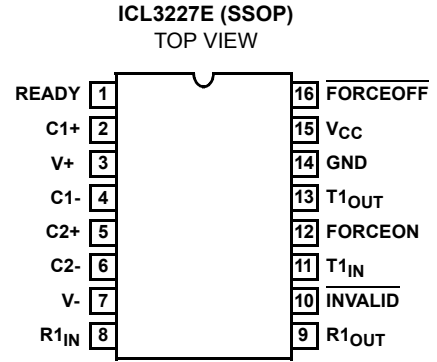 ICL3227E (SSOP)
TOP VIEW
READY 1 16 FORCEOFF
C1+ 2 15 VCC
V+ 3 14 GND
C1- 4 13 T1OUT
C2+ 5 12 FORCEON
C2- 6 11 T1IN
V- 7 10 INVALID
R1IN 8 9 R1OUT